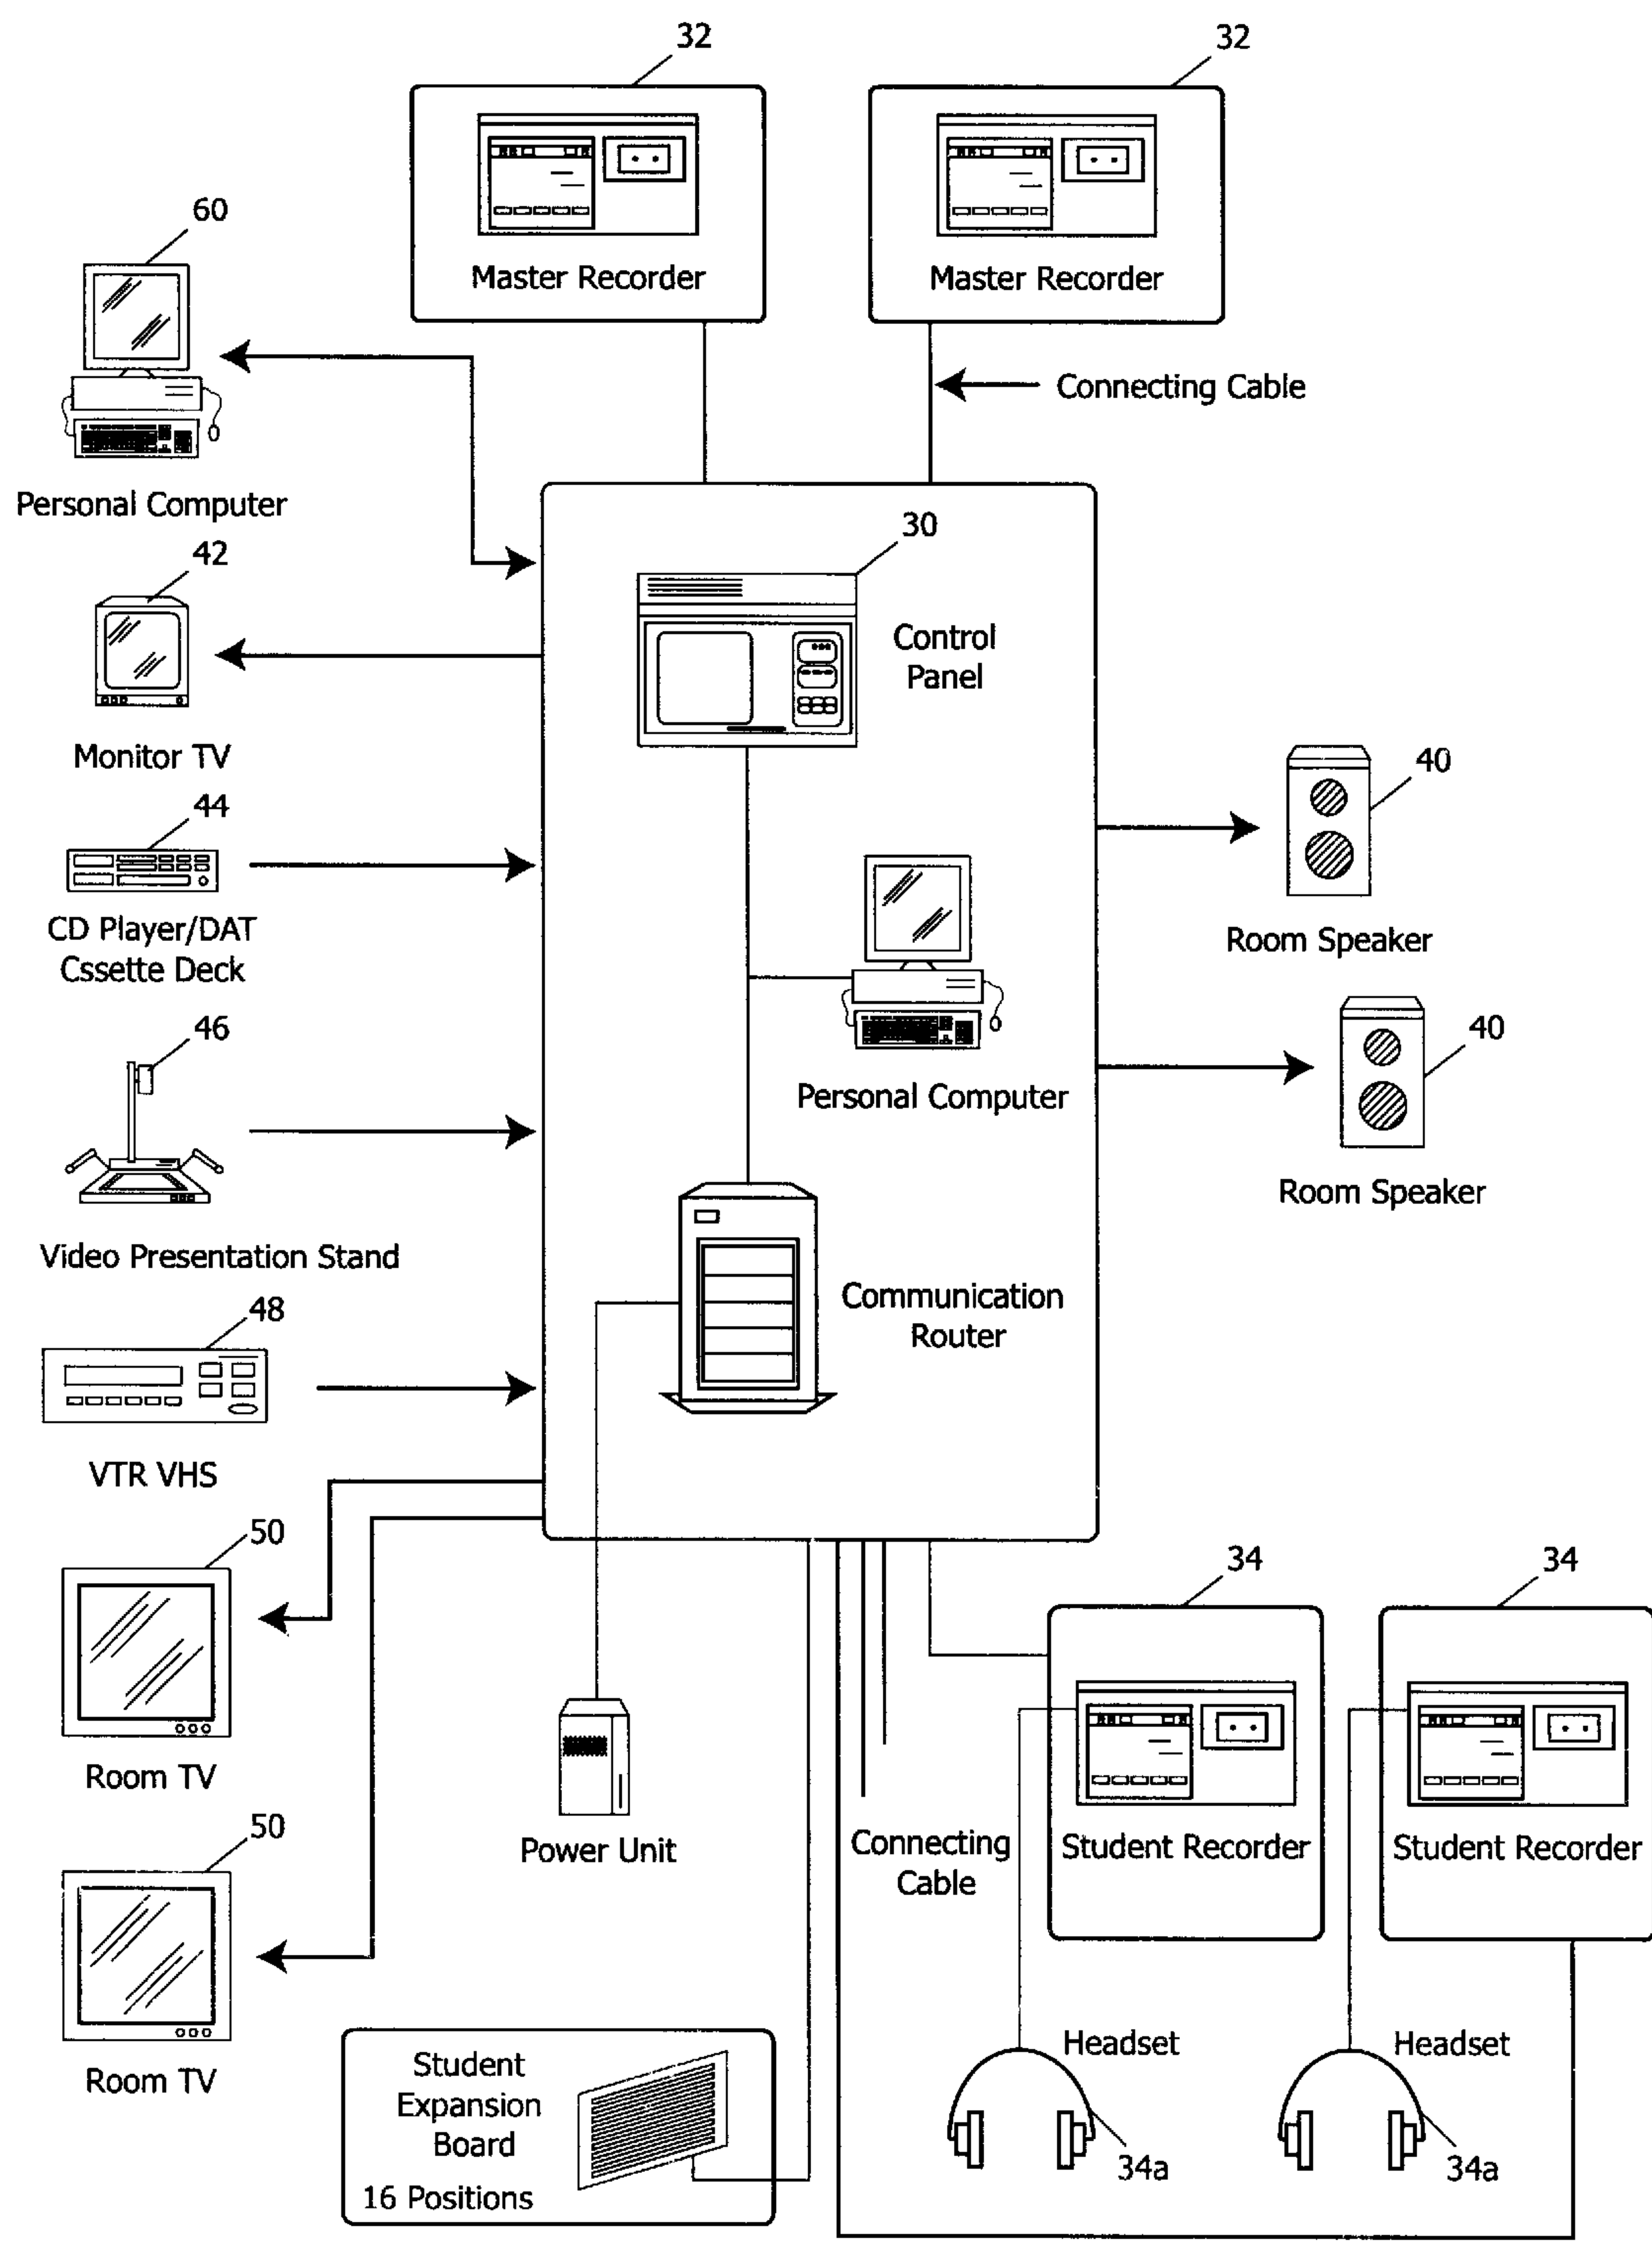 32
32
Master Recorder
Master Recorder
60
Personal Computer
Connecting Cable
42
Monitor TV
30
Control
Panel
44
CD Player/DAT
Cssette Deck
40
Room Speaker
46
Video Presentation Stand
Personal Computer
40
Room Speaker
48
VTR VHS
Communication
Router
50
Room TV
50
Room TV
Power Unit
Connecting
Cable
34
34
Student Recorder
Student Recorder
Student
Expansion
Board
16 Positions
Headset
Headset
34a
34a